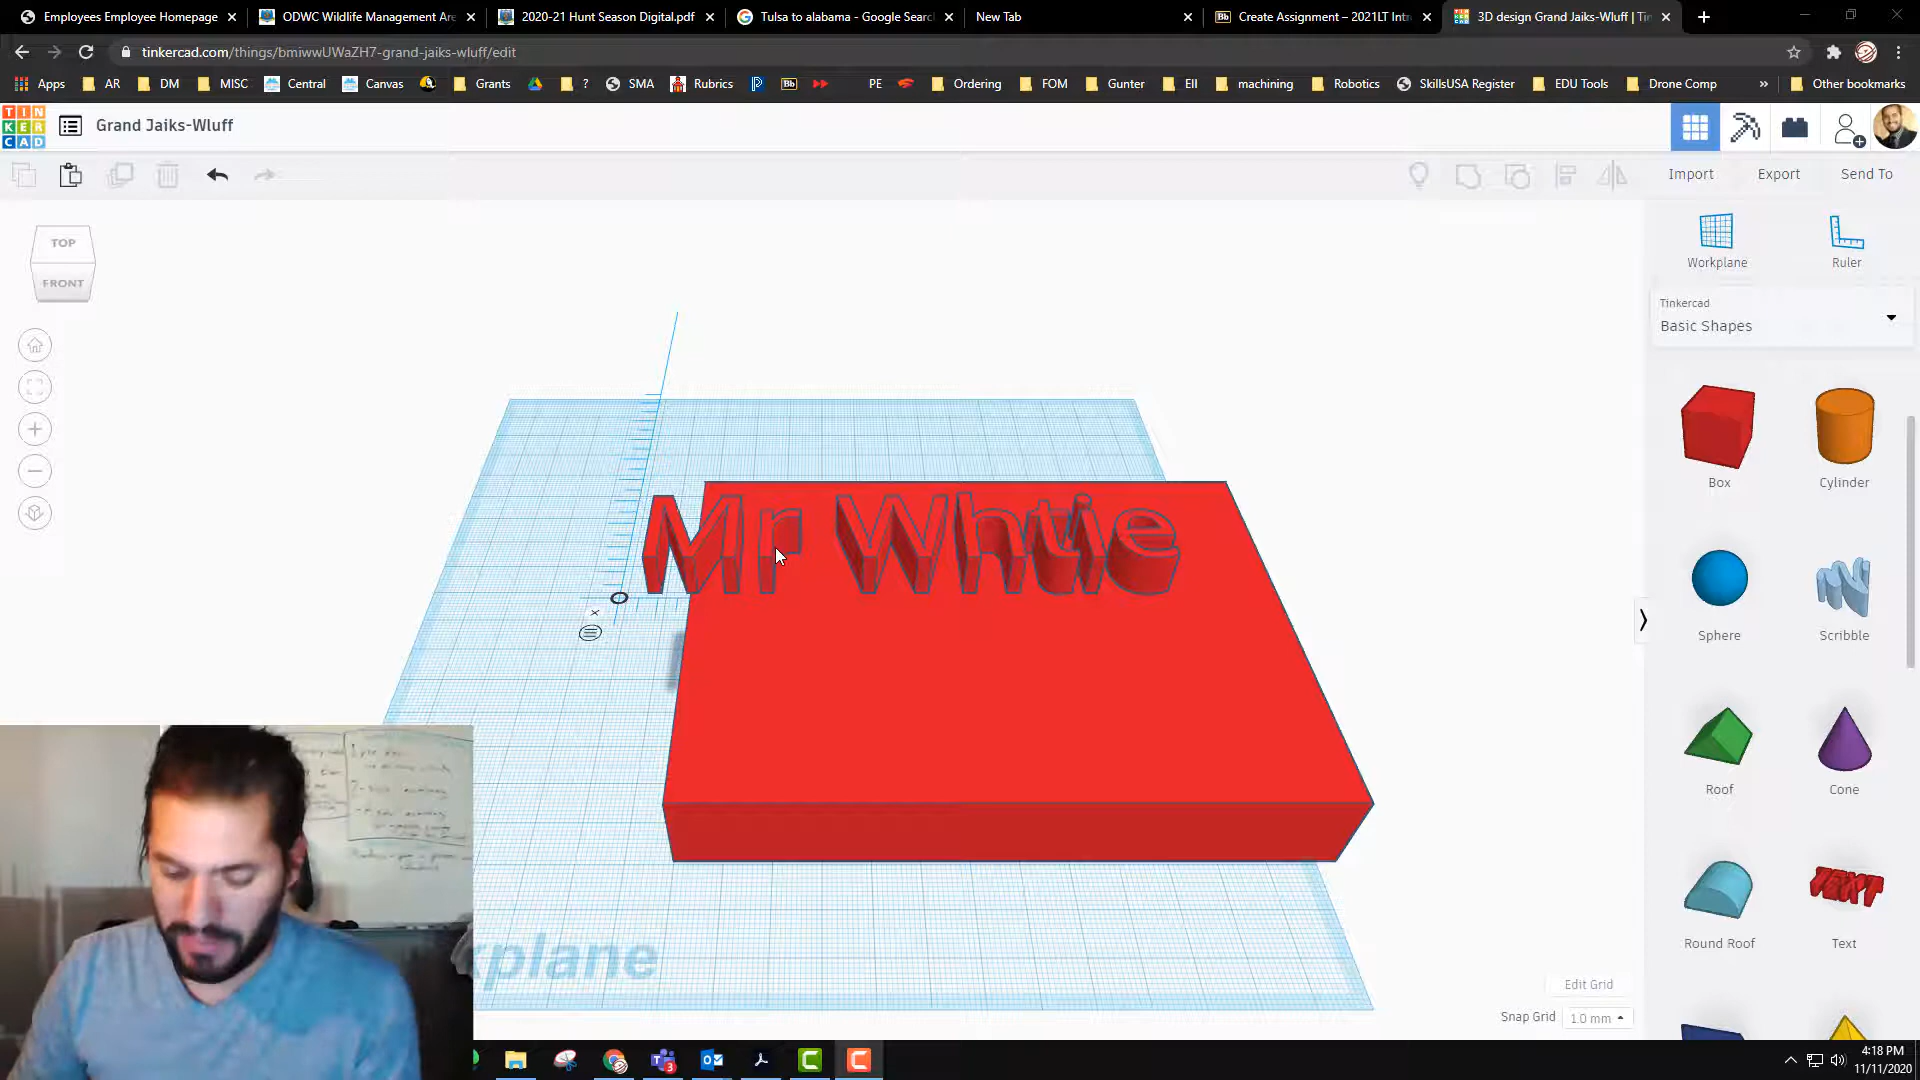 Employees Employee Homepage
ODWC Wildlife Management Are
2020-21 Hunt Season Digital.pdf
Tulsa to alabama - Google Searc
New Tab
Create Assignment – 2021LT Intr
3D design Grand Jaiks-Wluff | Tin
tinkercad.com/things/bmiwwUWaZH7-grand-jaiks-wluff/edit
Apps
AR
DM
MISC
Central
Canvas
Grants
?
SMA
Rubrics
Bb
PE
Ordering
FOM
Gunter
EII
machining
Robotics
SkillsUSA Register
EDU Tools
Drone Comp
»
Other bookmarks
TINKERCAD
Grand Jaiks-Wluff
Import
Export
Send To
TOP
FRONT
Workplane
Ruler
Tinkercad
Basic Shapes
Mr Whtie
Box
Cylinder
Sphere
Scribble
Roof
Cone
TEXT
Round Roof
Text
kplane
Edit Grid
Snap Grid
1.0 mm
4:18 PM
11/11/2020